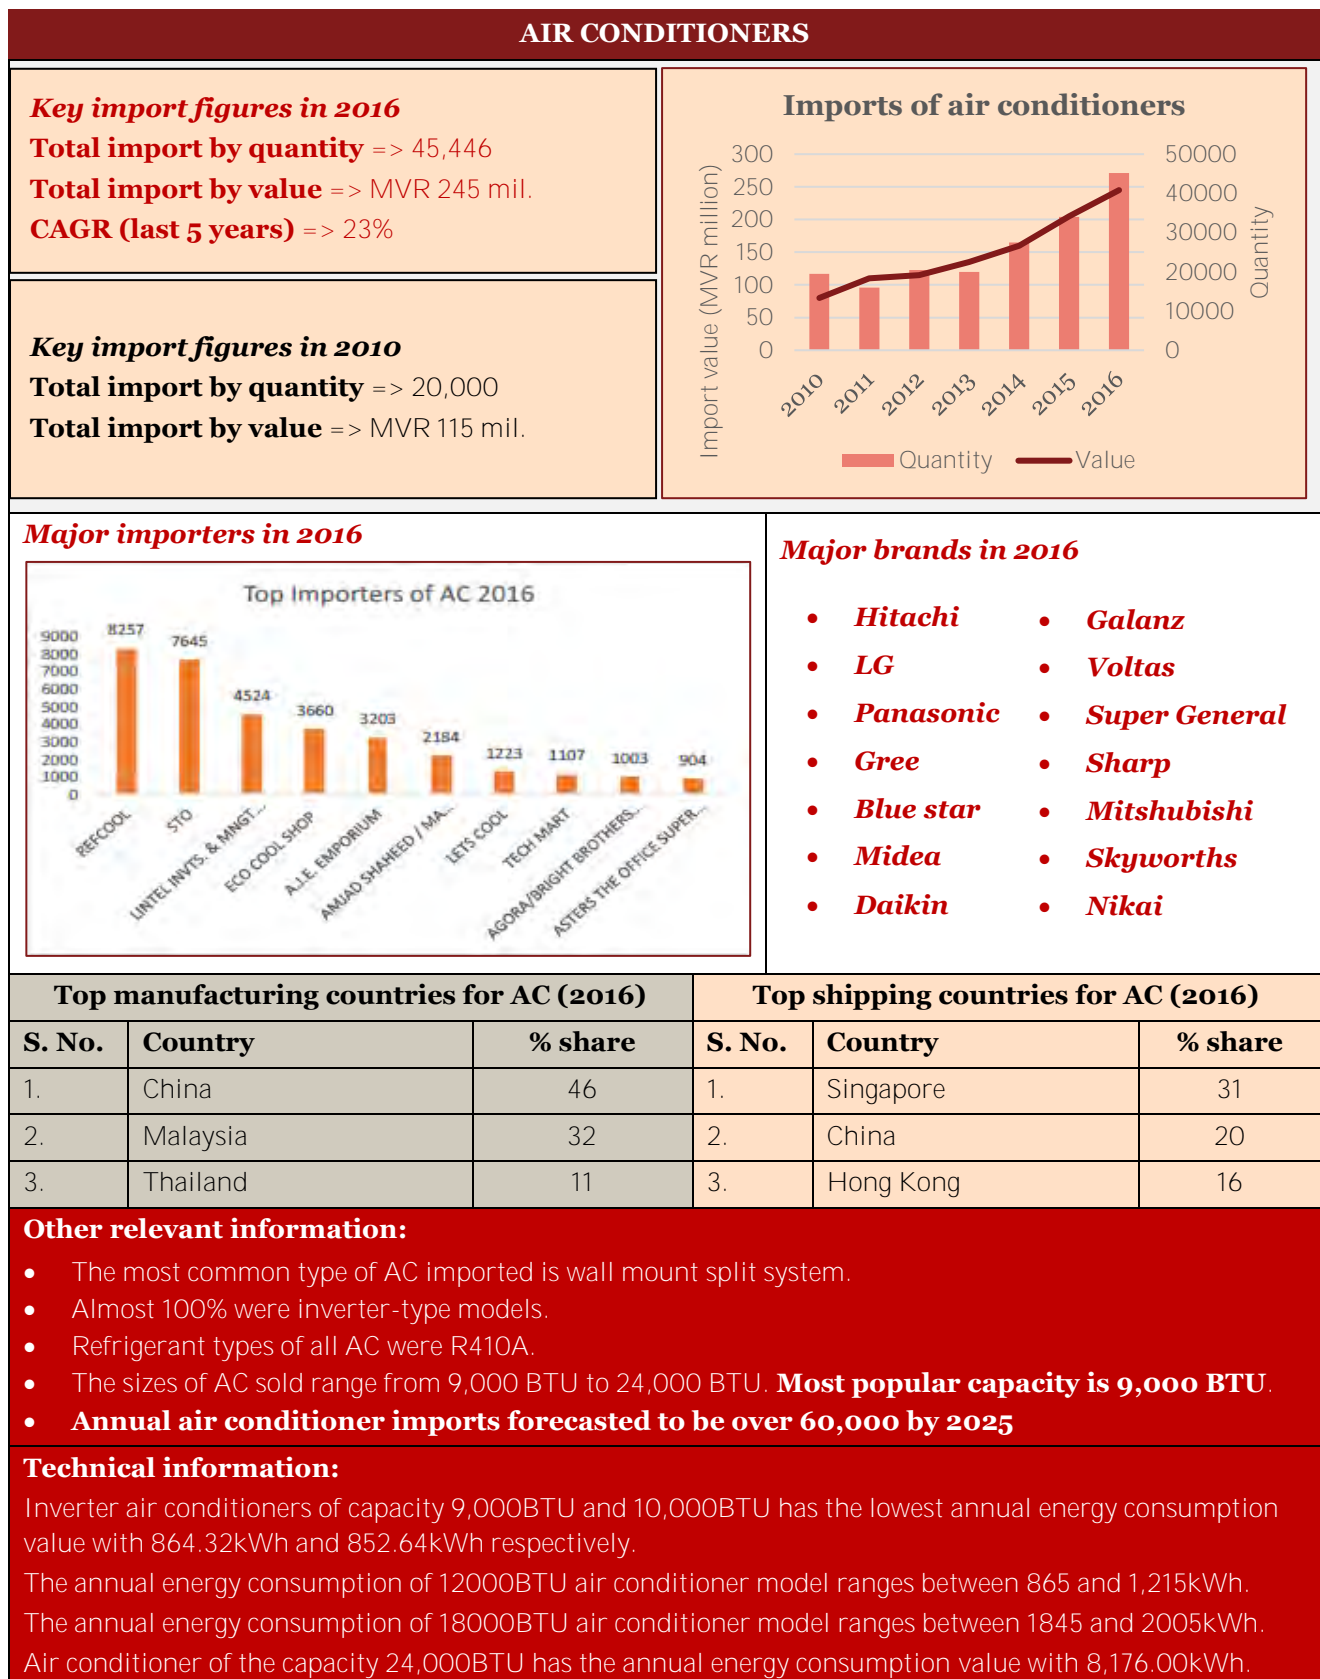 AIR CONDITIONERS
Key import figures in 2016
Total import by quantity => 45,446
Total import by value => MVR 245 mil.
CAGR (last 5 years) => 23%
Key import figures in 2010
Total import by quantity => 20,000
Total import by value => MVR 115 mil.
Imports of air conditioners
Import value (MVR million)
300
250
200
150
100
50
0
50000
40000
30000
20000
10000
0
Quantity
2010 2011 2012 2013 2014 2015 2016
Quantity Value
Major importers in 2016
Top Importers of AC 2016
9000
8000
7000
6000
5000
4000
3000
2000
1000
0
8257 7645 4524 3660 3203 2184 1223 1107 1003 904
REFCOOL
STO
LINTEL INVTS. & MNGT...
ECO COOL SHOP
A.J.E. EMPORIUM
AMJAD SHAHEED / MA...
LETS COOL
TECH MART
AGORA/BRIGHT BROTHERS...
ASTERS THE OFFICE SUPER...
Major brands in 2016
• Hitachi
• LG
• Panasonic
• Gree
• Blue star
• Midea
• Daikin
• Galanz
• Voltas
• Super General
• Sharp
• Mitshubishi
• Skyworths
• Nikai
Top manufacturing countries for AC (2016)
S. No. Country % share
1. China 46
2. Malaysia 32
3. Thailand 11
Top shipping countries for AC (2016)
S. No. Country % share
1. Singapore 31
2. China 20
3. Hong Kong 16
Other relevant information:
• The most common type of AC imported is wall mount split system.
• Almost 100% were inverter-type models.
• Refrigerant types of all AC were R410A.
• The sizes of AC sold range from 9,000 BTU to 24,000 BTU. Most popular capacity is 9,000 BTU.
• Annual air conditioner imports forecasted to be over 60,000 by 2025
Technical information:
Inverter air conditioners of capacity 9,000BTU and 10,000BTU has the lowest annual energy consumption
value with 864.32kWh and 852.64kWh respectively.
The annual energy consumption of 12000BTU air conditioner model ranges between 865 and 1,215kWh.
The annual energy consumption of 18000BTU air conditioner model ranges between 1845 and 2005kWh.
Air conditioner of the capacity 24,000BTU has the annual energy consumption value with 8,176.00kWh.